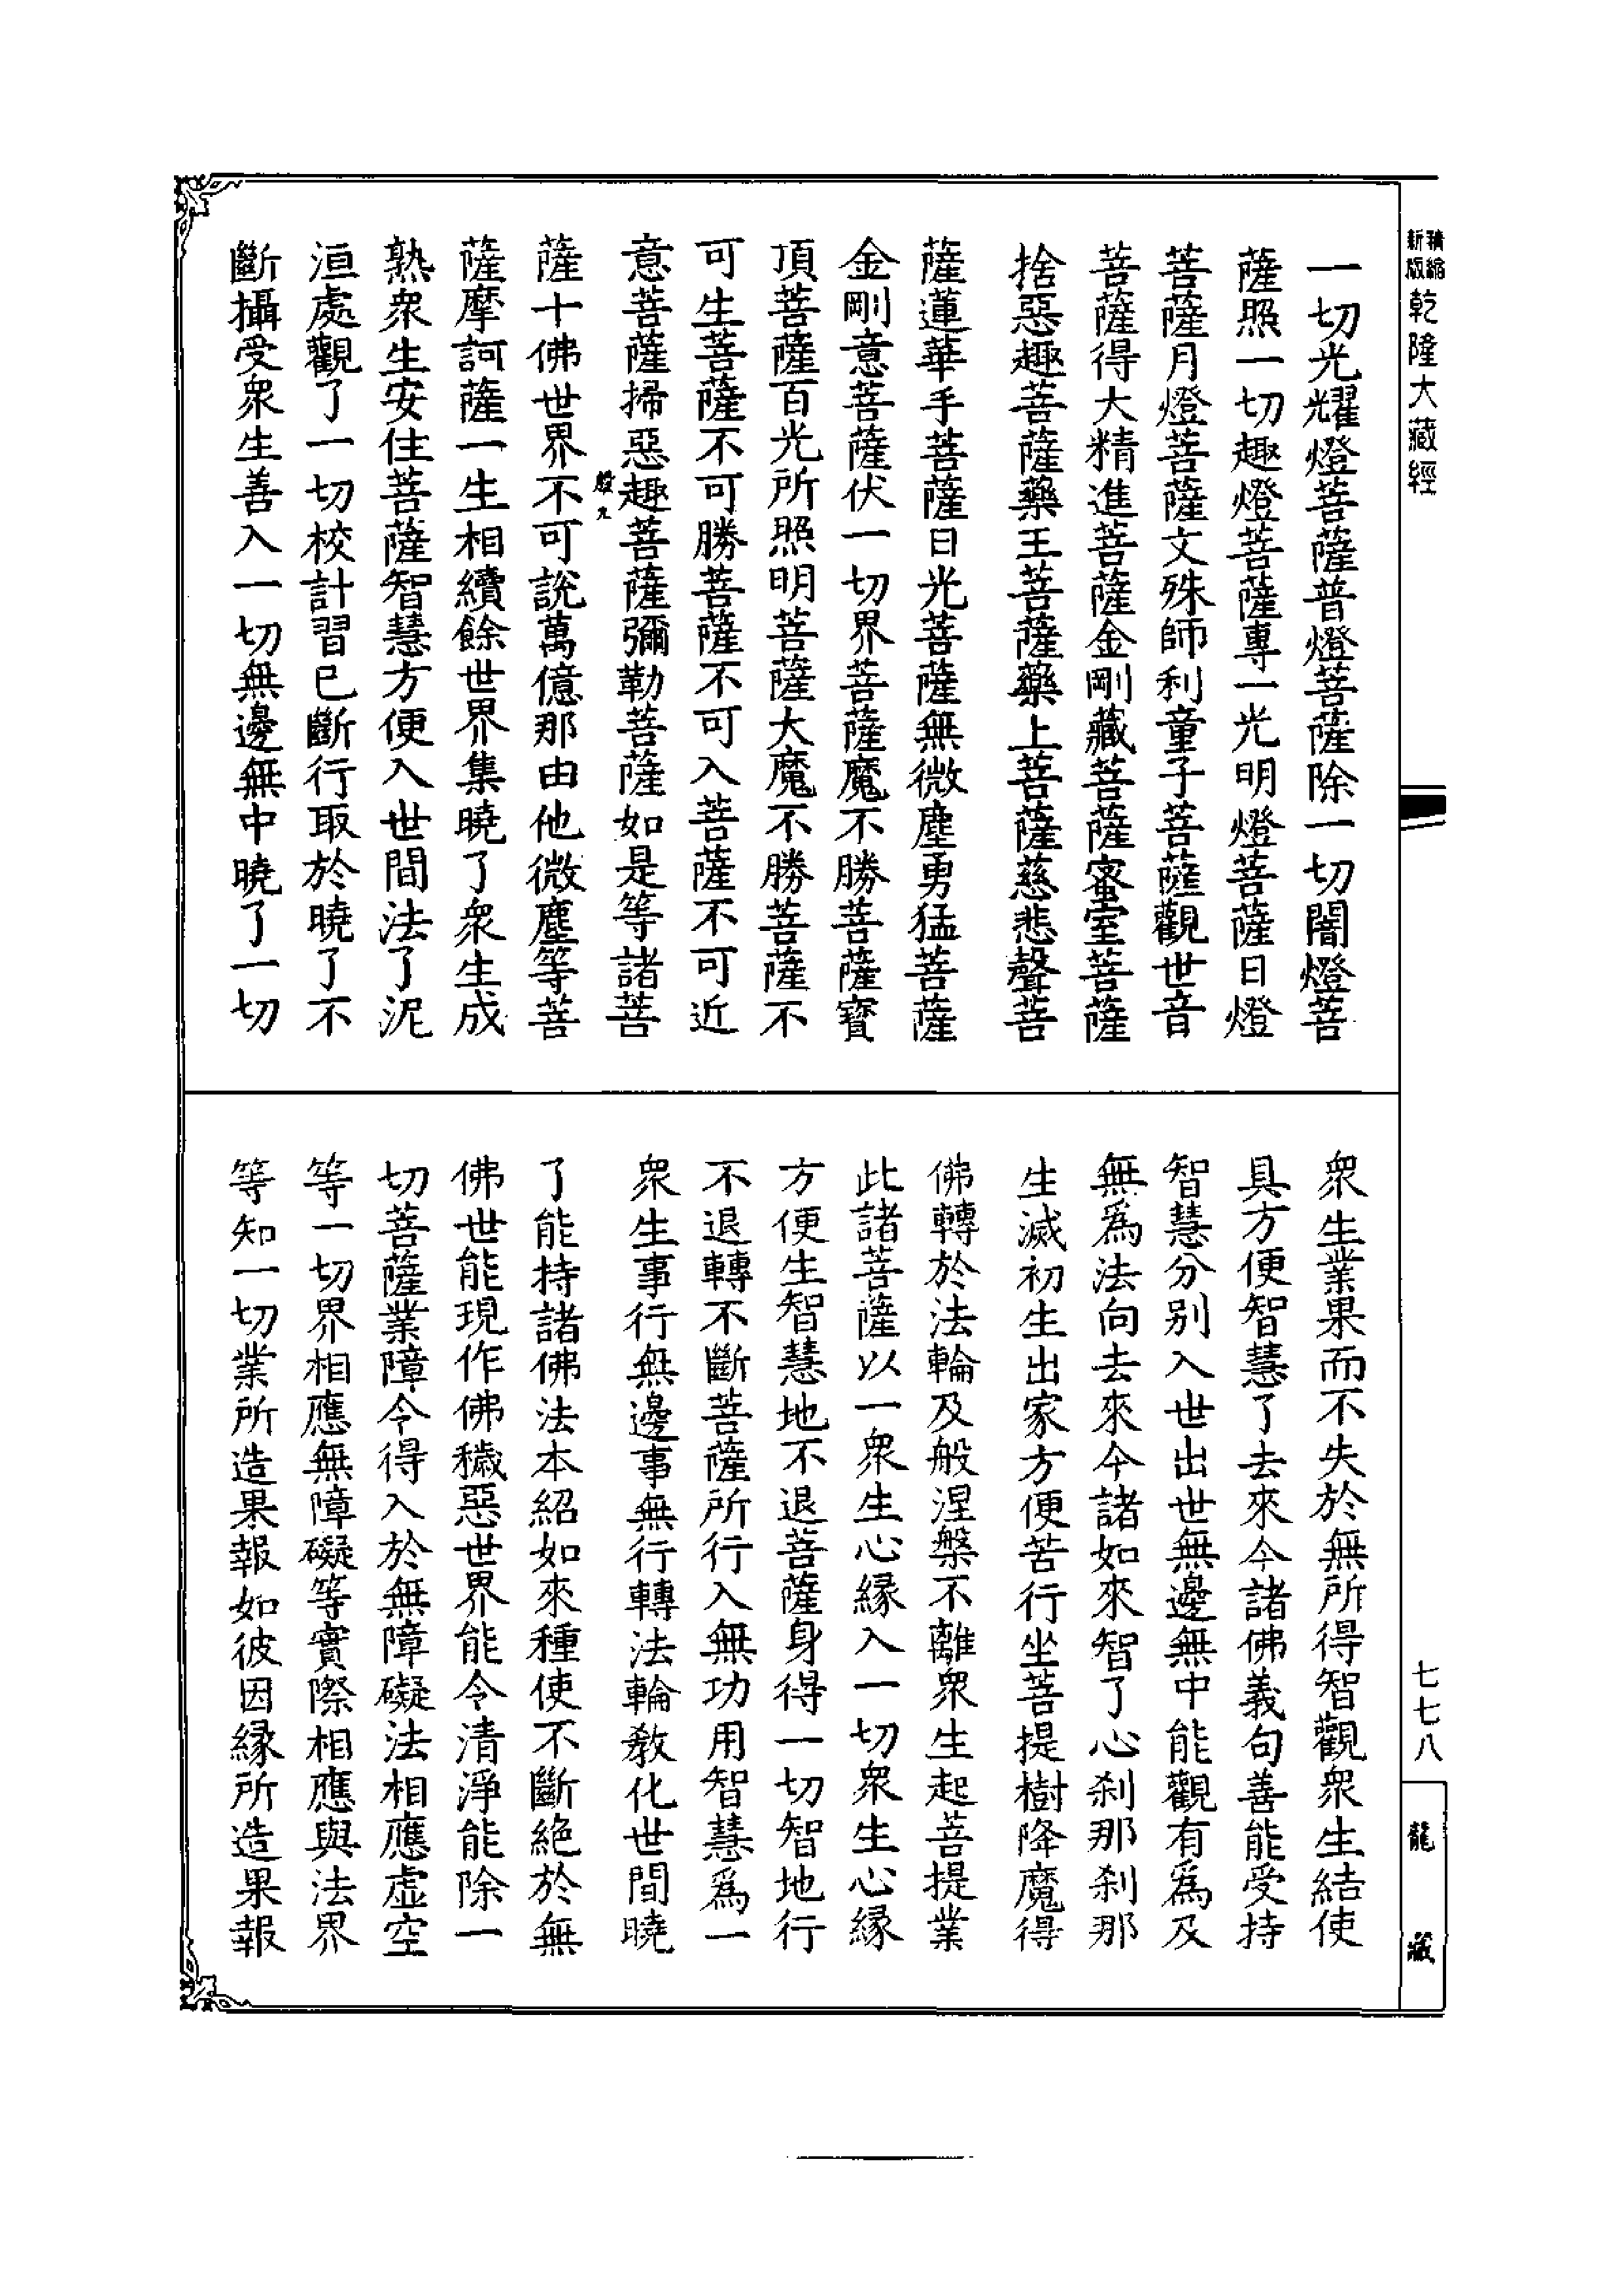 精縮
新版
乾隆大藏經
一切光耀燈菩薩普燈菩薩除一切闇燈菩
薩照一切趣燈菩薩專一光明燈菩薩日燈
菩薩月燈菩薩文殊師利童子菩薩觀世音
菩薩得大精進菩薩金剛藏菩薩蜜室菩薩
捨惡趣菩薩藥王菩薩藥上菩薩慈悲聲菩
薩蓮華手菩薩日光菩薩無微塵勇猛菩薩
金剛意菩薩伏一切界菩薩魔不勝菩薩寶
頂菩薩百光所照明菩薩大魔不勝菩薩不
可生菩薩不可勝菩薩不可入菩薩不可近
意菩薩掃惡趣菩薩彌勒菩薩如是等諸菩
薩十佛世界不可說萬億那由他微塵等菩
薩摩訶薩一生相續餘世界集曉了眾生成
熟眾生安住菩薩智慧方便入世間法了泥
洹處觀了一切校計習已斷行取於曉了不
斷攝受眾生善入一切無邊無中曉了一切
眾生業果而不失於無所得智觀眾生結使
具方便智慧了去來今諸佛義句善能受持
智慧分別入世出世無邊無中能觀有爲及
無爲法向去來今諸如來智了心剎那剎那
生滅初生出家方便苦行坐菩提樹降魔得
佛轉於法輪及般涅槃不離眾生起菩提業
此諸菩薩以一眾生心緣入一切眾生心緣
方便生智慧地不退菩薩身得一切智地行
不退轉不斷菩薩所行入無功用智慧爲一
眾生事行無邊事無行轉法輪教化世間曉
了能持諸佛法本紹如來種使不斷絶於無
佛世能現作佛穢惡世界能令清淨能除一
切菩薩業障令得入於無障礙法相應虛空
等一切界相應無障礙等實際相應與法界
等知一切業所造果報如彼因緣所造果報
七七八
龍藏